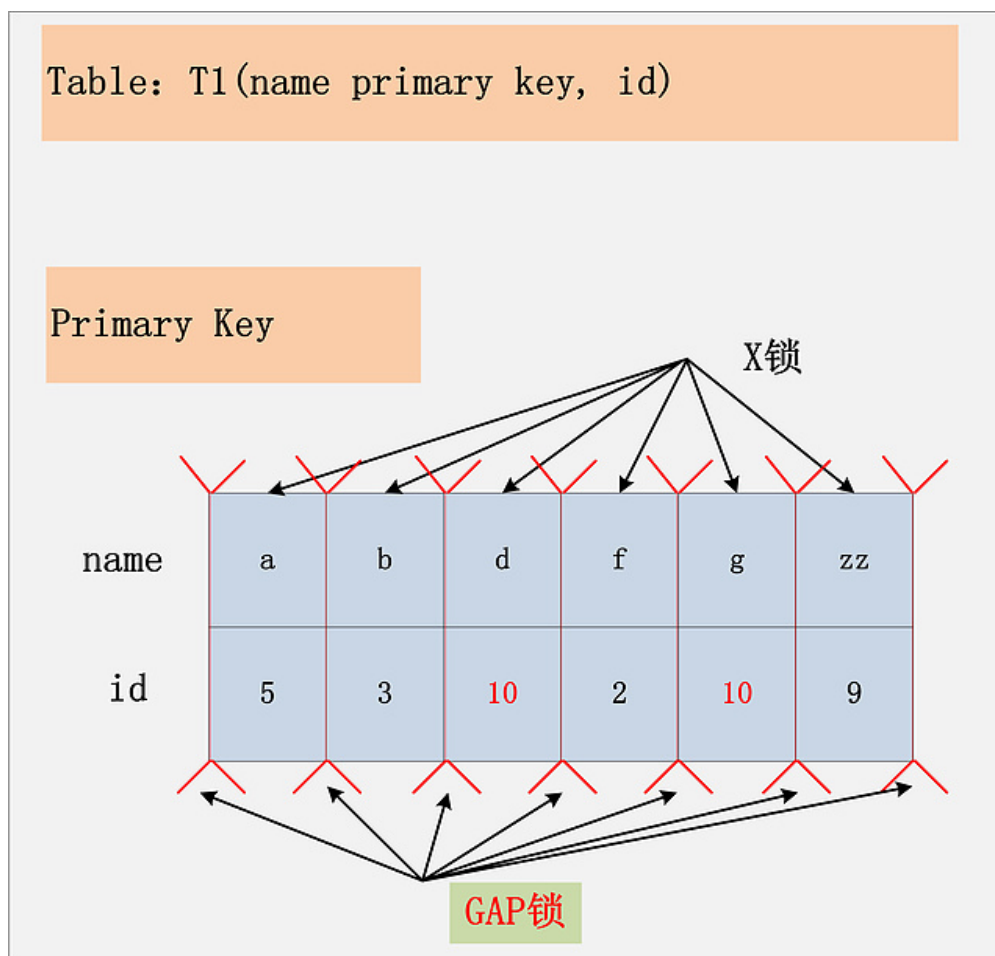 Table：T1(name primary key, id)
Primary Key
X锁
name a b d f g zz
id 5 3 10 2 10 9
GAP锁